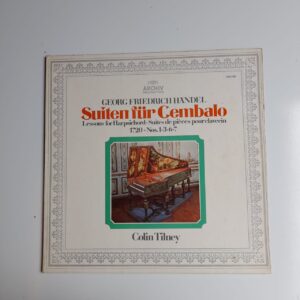 ARCHIV
GEORG FRIEDRICH HÄNDEL
Suiten für Cembalo
Lessons for Harpsichord · Suites de pièces pour clavecin
1720 · Nos. 1·3·6·7
Colin Tilney